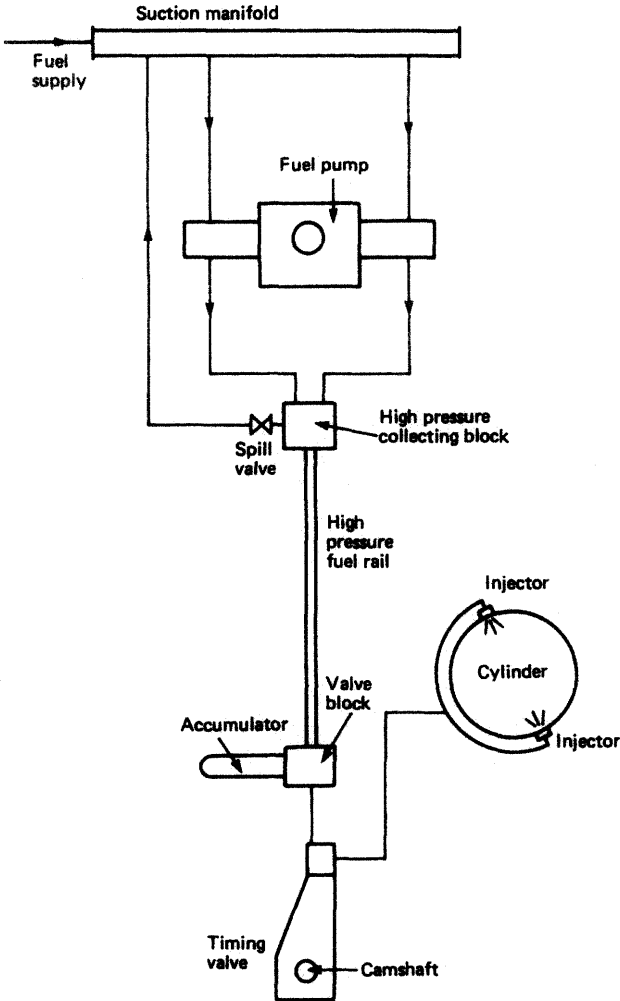 Suction manifold
Fuel
supply
Fuel pump
High pressure
collecting block
Spill
valve
High
pressure
fuel rail
Injector
Cylinder
Injector
Valve
block
Accumulator
Timing
valve
Camshaft